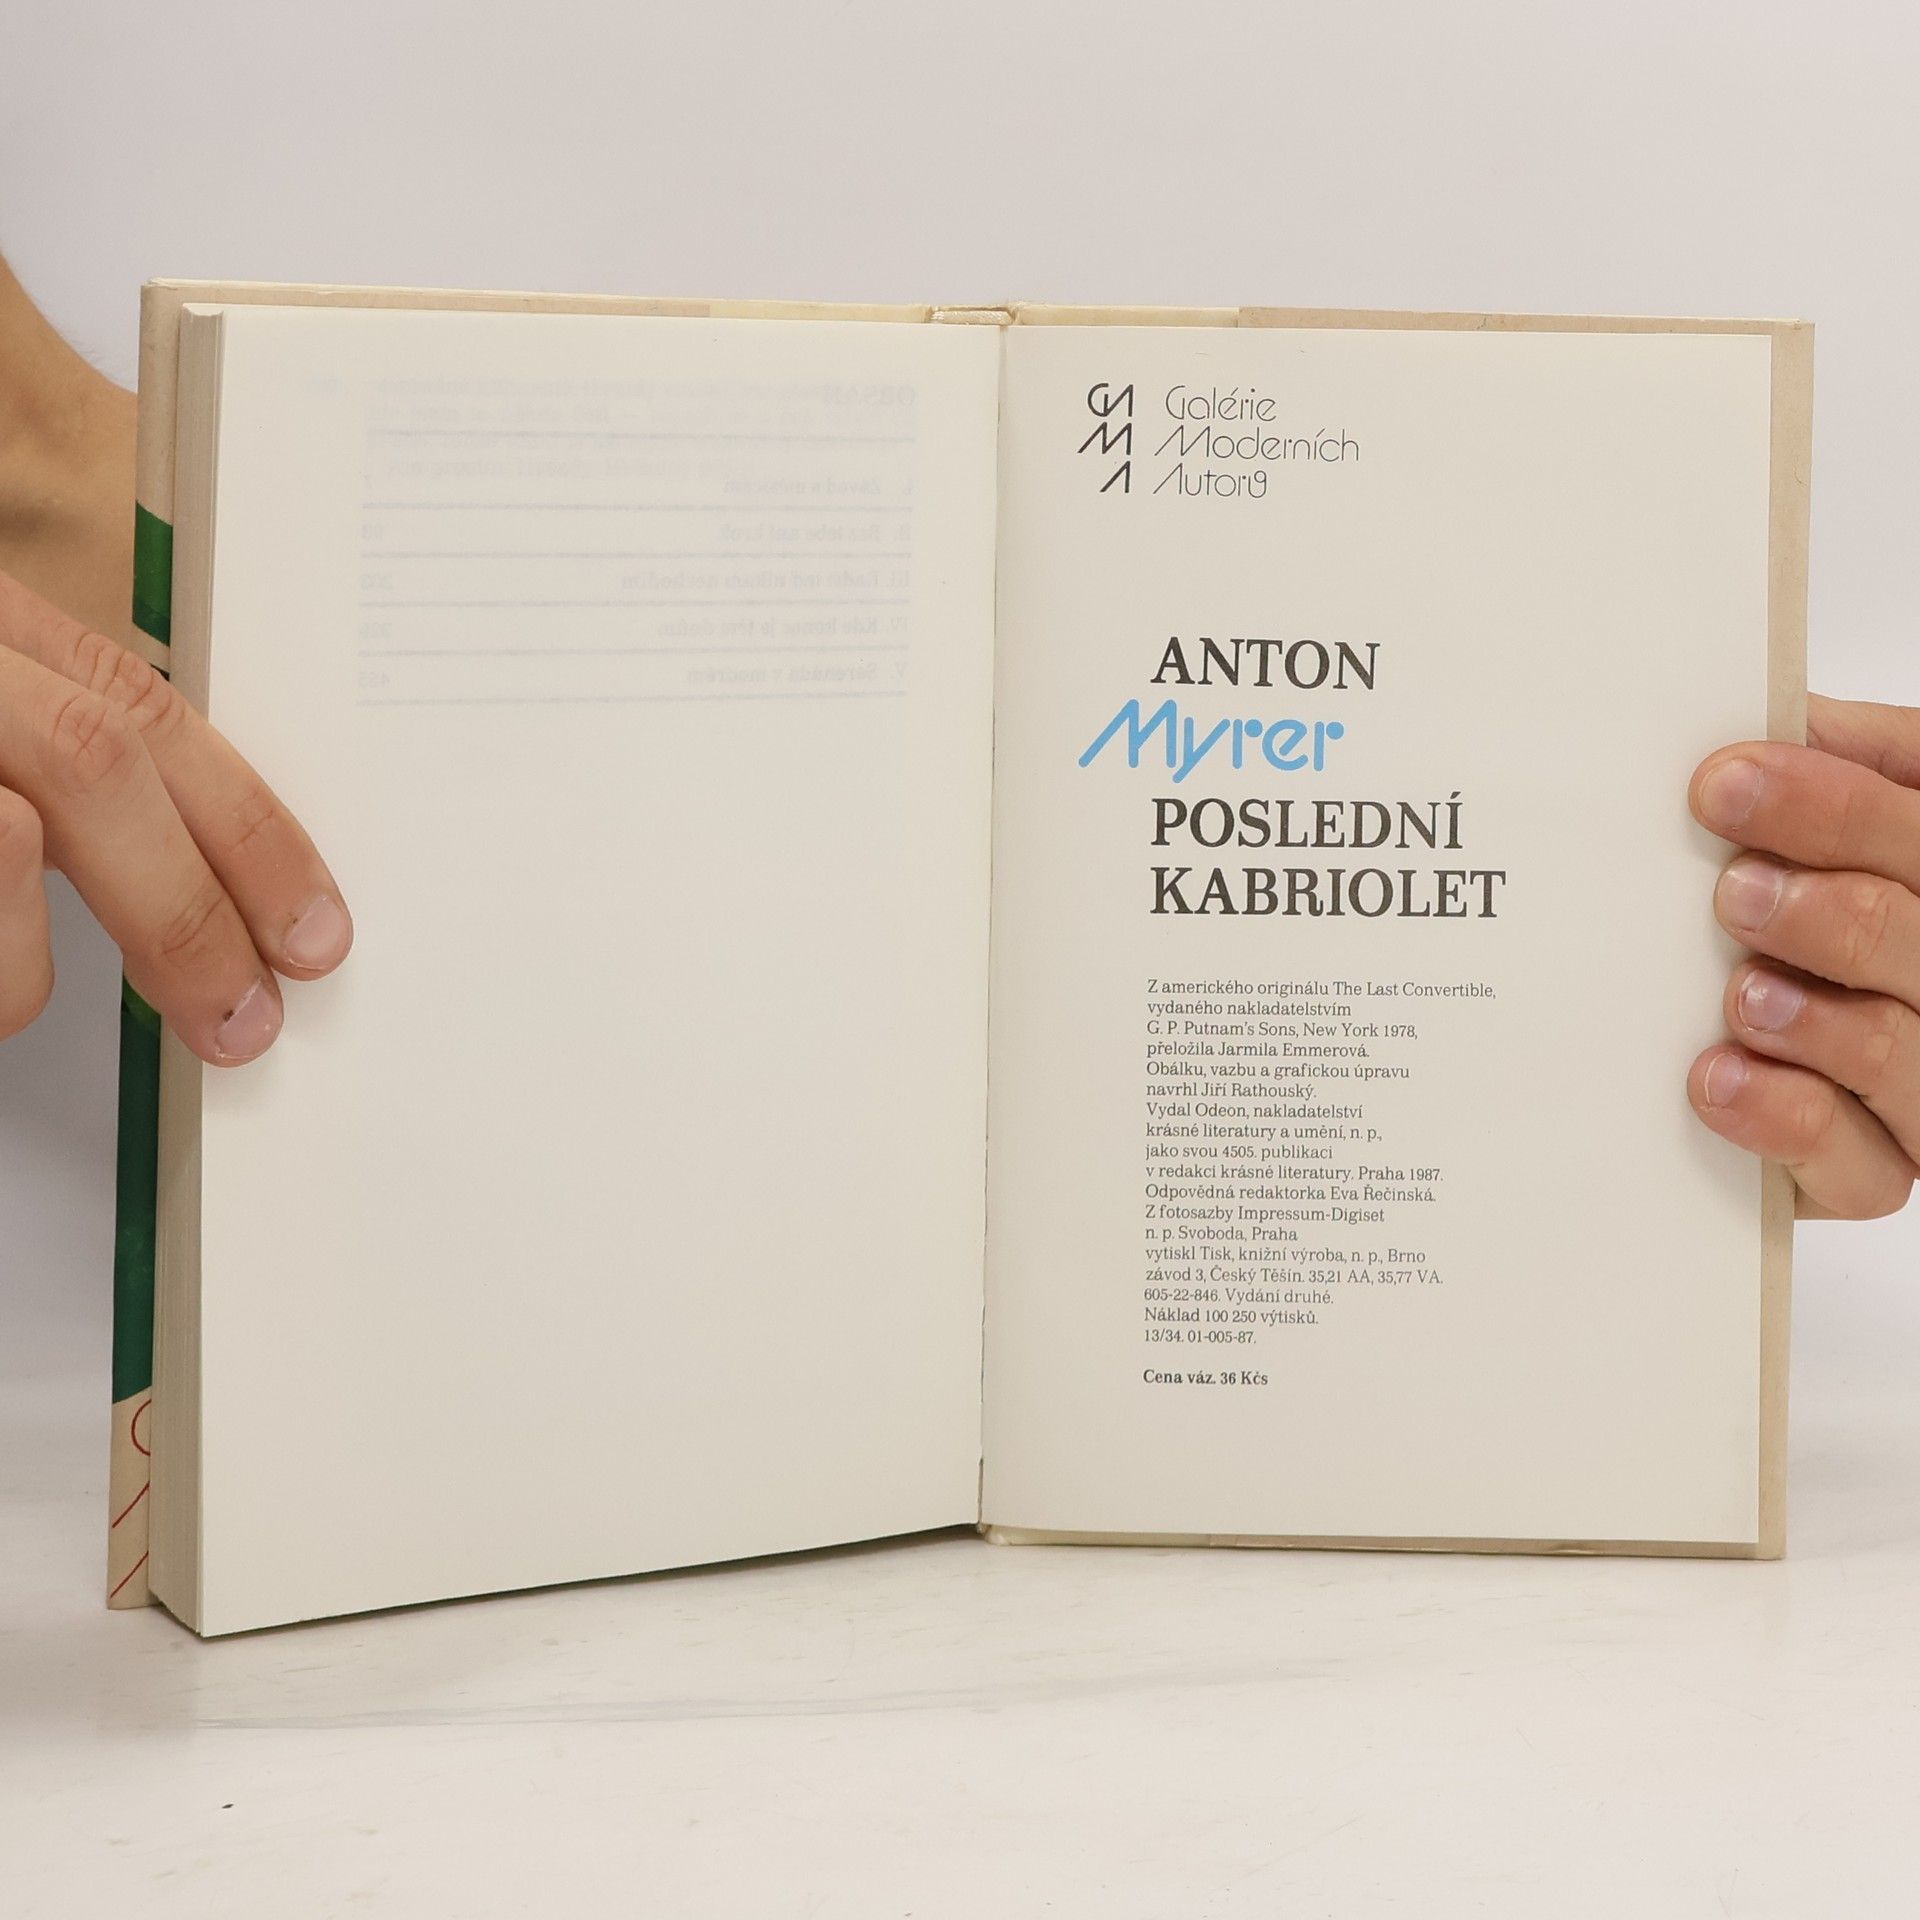 GMA
Galérie
Moderních
Autorů
ANTON
Myrer
POSLEDNÍ
KABRIOLET
Z amerického originálu The Last Convertible,
vydaného nakladatelstvím
G. P. Putnam's Sons, New York 1978,
přeložila Jarmila Emmerová.
Obálku, vazbu a grafickou úpravu
navrhl Jiří Rathouský.
Vydal Odeon, nakladatelství
krásné literatury a umění, n. p.,
jako svou 4505. publikaci
v redakci krásné literatury. Praha 1987.
Odpovědná redaktorka Eva Řečinská.
Z fotosazby Impressum-Digiset
n. p. Svoboda, Praha
vytiskl Tisk, knižní výroba, n. p., Brno
závod 3, Český Těšín. 35,21 AA, 35,77 VA.
605-22-846. Vydání druhé.
Náklad 100 250 výtisků.
13/34. 01-005-87.
Cena váz. 36 Kčs